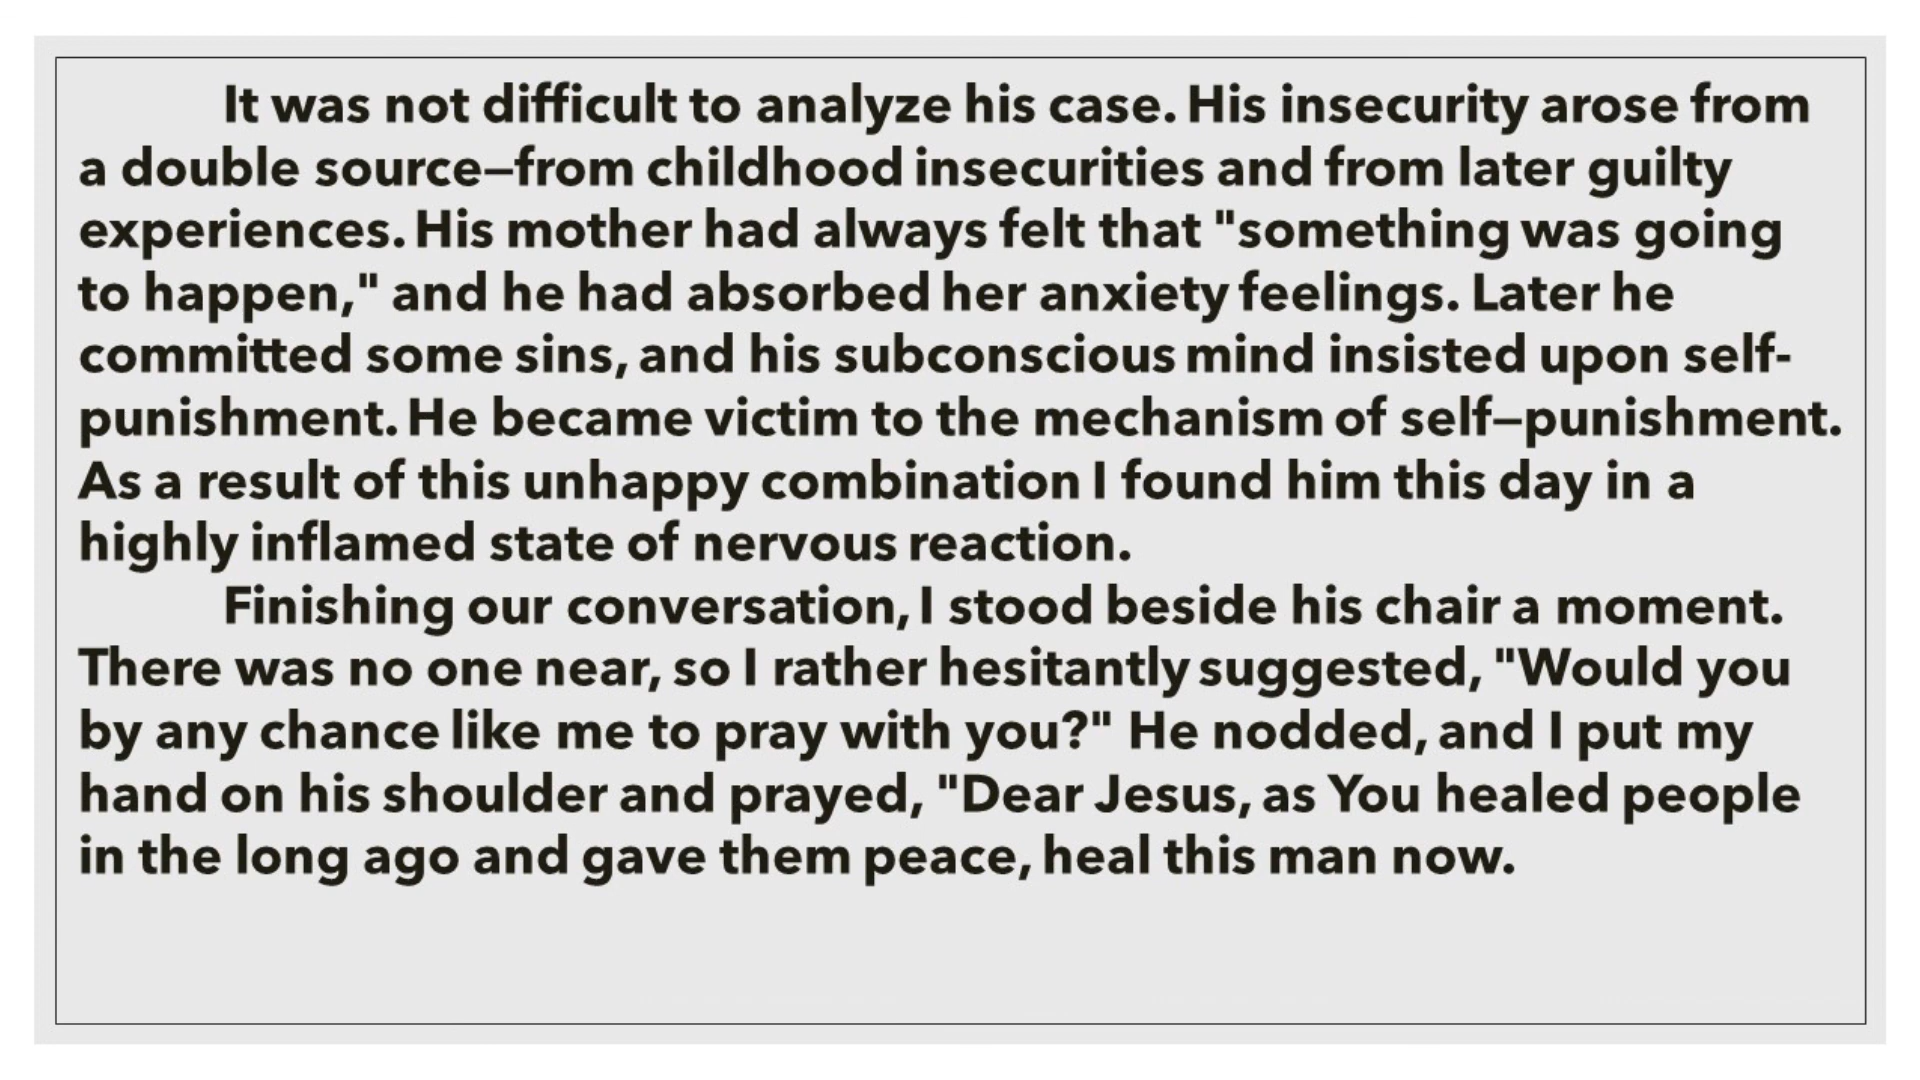 It was not difficult to analyze his case. His insecurity arose from
a double source—from childhood insecurities and from later guilty
experiences. His mother had always felt that "something was going
to happen," and he had absorbed her anxiety feelings. Later he
committed some sins, and his subconscious mind insisted upon self-
punishment. He became victim to the mechanism of self—punishment.
As a result of this unhappy combination I found him this day in a
highly inflamed state of nervous reaction.
Finishing our conversation, I stood beside his chair a moment.
There was no one near, so I rather hesitantly suggested, "Would you
by any chance like me to pray with you?" He nodded, and I put my
hand on his shoulder and prayed, "Dear Jesus, as You healed people
in the long ago and gave them peace, heal this man now.